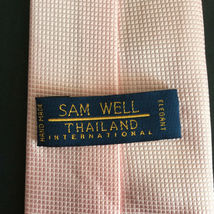 HAND MADE
SAM WELL
THAILAND
INTERNATIONAL
ELEGANT